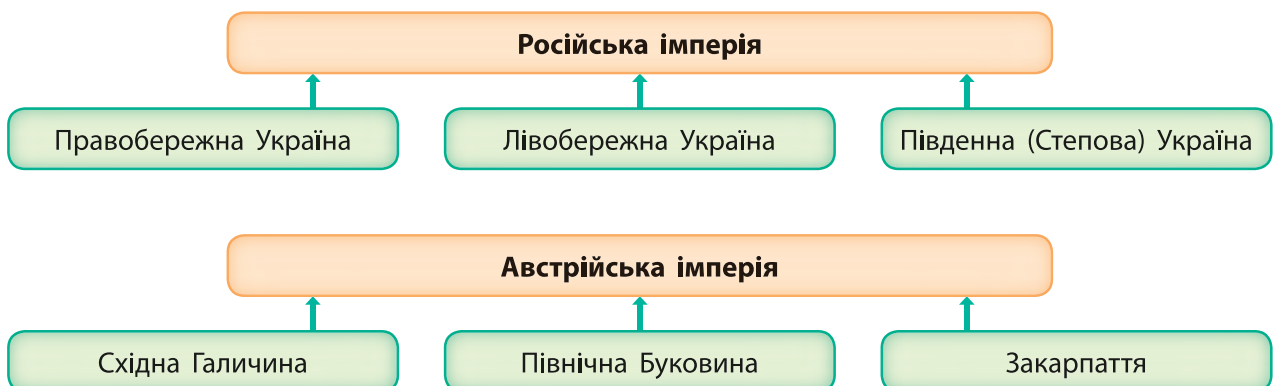 Російська імперія
Правобережна Україна
Лівобережна Україна
Південна (Степова) Україна
Австрійська імперія
Східна Галичина
Північна Буковина
Закарпаття